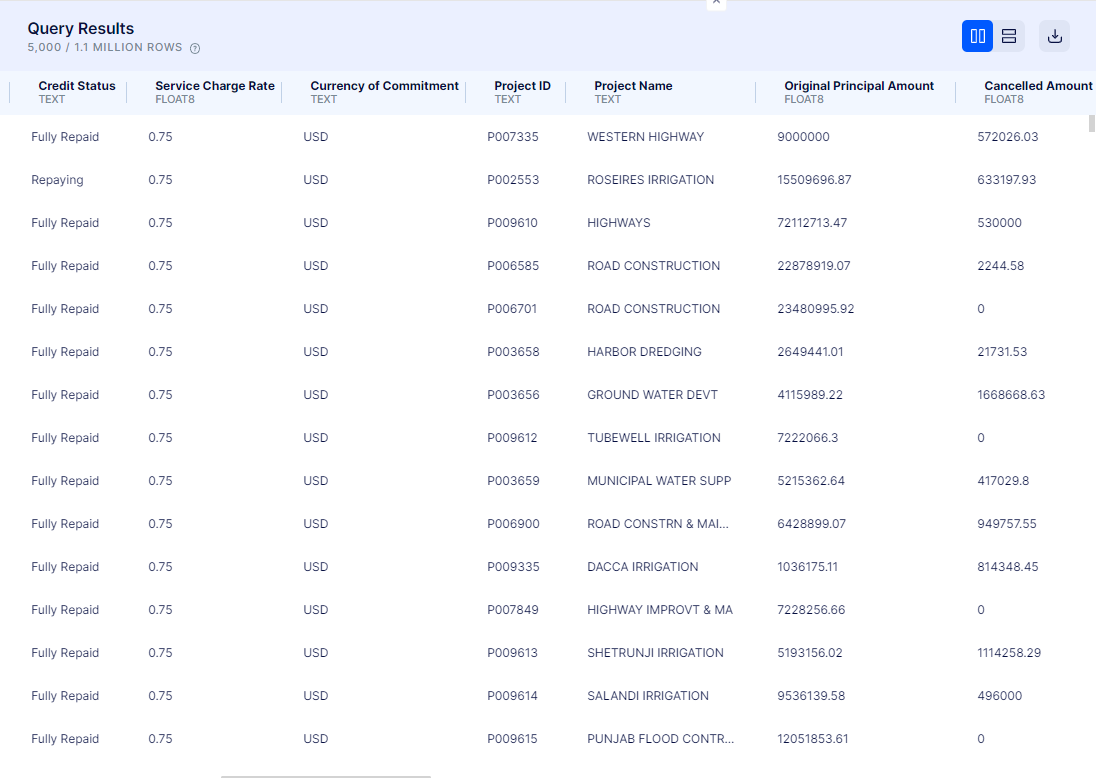 Query Results
5,000 / 1.1 MILLION ROWS ?
Credit Status Service Charge Rate Currency of Commitment Project ID Project Name Original Principal Amount Cancelled Amount
TEXT FLOAT8 TEXT TEXT TEXT FLOAT8 FLOAT8
Fully Repaid 0.75 USD P007335 WESTERN HIGHWAY 9000000 572026.03
Repaying 0.75 USD P002553 ROSEIRES IRRIGATION 15509696.87 633197.93
Fully Repaid 0.75 USD P009610 HIGHWAYS 72112713.47 530000
Fully Repaid 0.75 USD P006585 ROAD CONSTRUCTION 22878919.07 2244.58
Fully Repaid 0.75 USD P006701 ROAD CONSTRUCTION 23480995.92 0
Fully Repaid 0.75 USD P003658 HARBOR DREDGING 2649441.01 21731.53
Fully Repaid 0.75 USD P003656 GROUND WATER DEVT 4115989.22 1668668.63
Fully Repaid 0.75 USD P009612 TUBEWELL IRRIGATION 7222066.3 0
Fully Repaid 0.75 USD P003659 MUNICIPAL WATER SUPP 5215362.64 417029.8
Fully Repaid 0.75 USD P006900 ROAD CONSTRN & MAI... 6428899.07 949757.55
Fully Repaid 0.75 USD P009335 DACCA IRRIGATION 1036175.11 814348.45
Fully Repaid 0.75 USD P007849 HIGHWAY IMPROVT & MA 7228256.66 0
Fully Repaid 0.75 USD P009613 SHETRUNJI IRRIGATION 5193156.02 1114258.29
Fully Repaid 0.75 USD P009614 SALANDI IRRIGATION 9536139.58 496000
Fully Repaid 0.75 USD P009615 PUNJAB FLOOD CONTR... 12051853.61 0